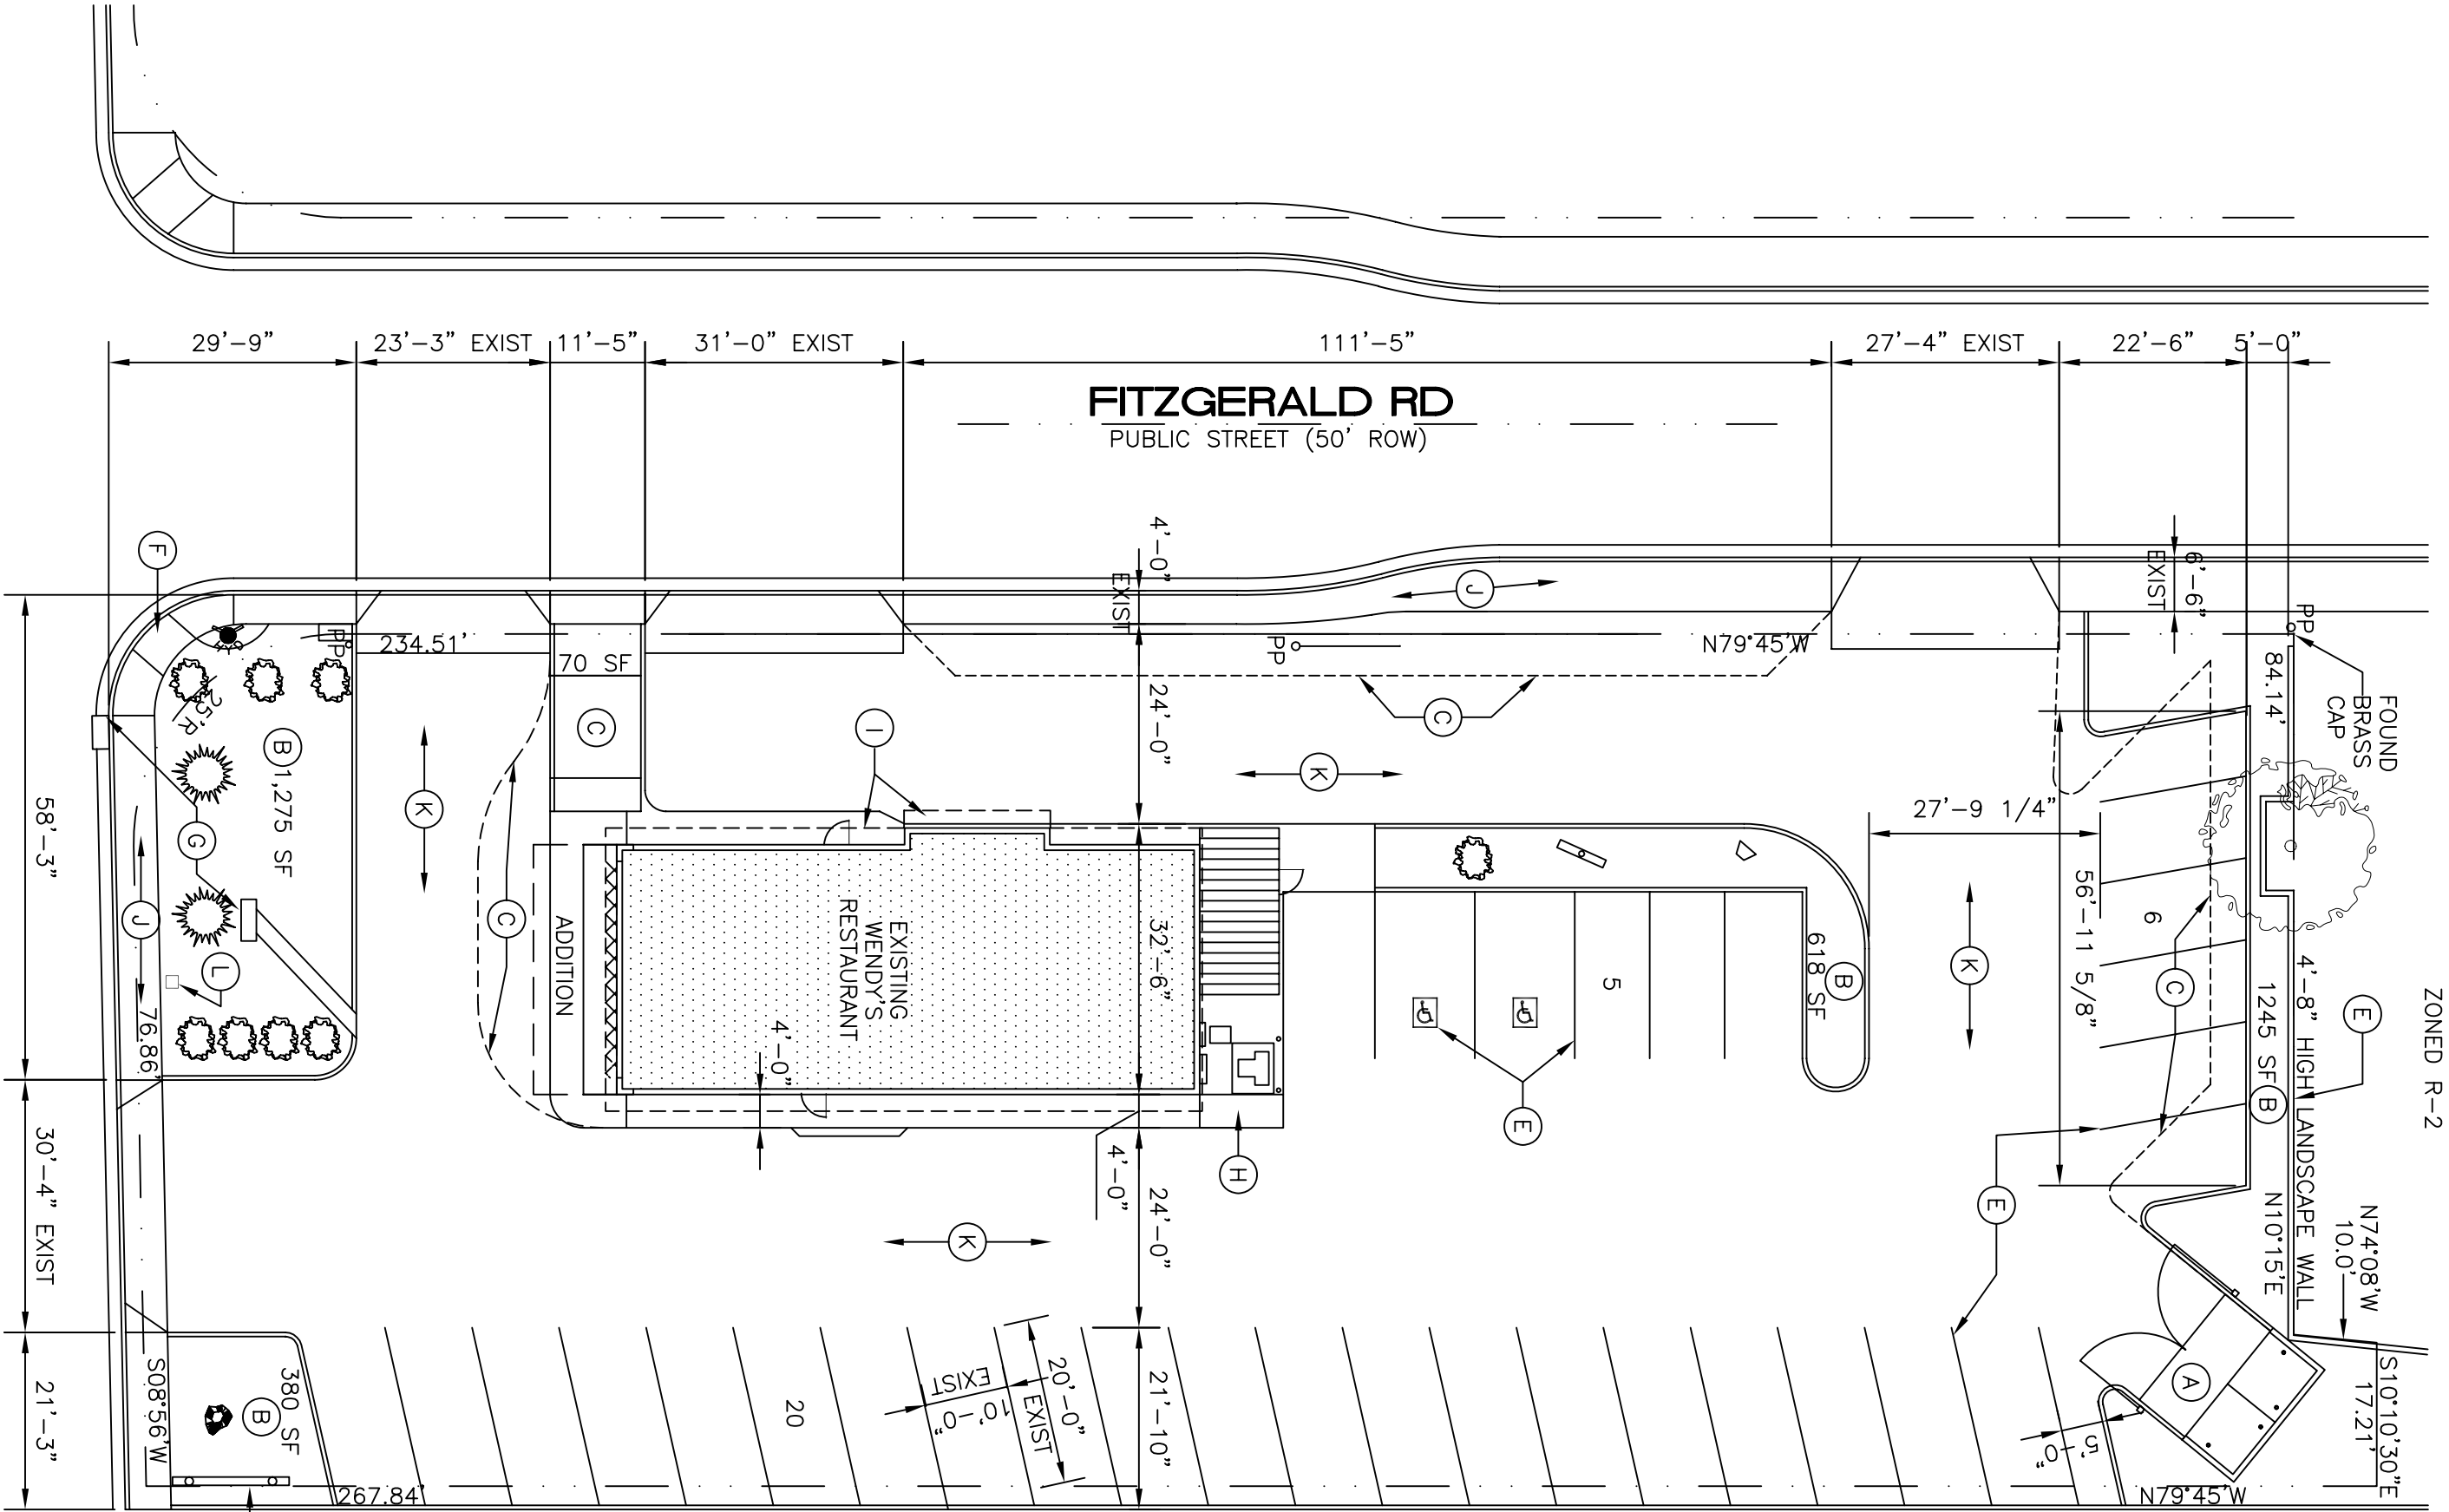 29'-9"
23'-3" EXIST
11'-5"
31'-0" EXIST
111'-5"
27'-4" EXIST
22'-6"
5'-0"
FITZGERALD RD
PUBLIC STREET (50' ROW)
4'-0"
EXIST
6'-6"
EXIST
F
J
PP
PP
234.51'
70 SF
PP
N79°45'W
84.14'
FOUND
BRASS
CAP
25'R
24'-0"
C
C
I
B
1,275 SF
K
K
27'-9 1/4"
G
58'-3"
J
L
76.86'
C
ADDITION
EXISTING
WENDY'S
RESTAURANT
4'-0"
32'-6"
5
618 SF
B
K
56'-11 5/8"
6
C
4'-8" HIGH LANDSCAPE WALL
1245 SF
B
E
ZONED R-2
E
H
4'-0"
24'-0"
K
E
N10°15'E
N74°08'W
10.0'
30'-4" EXIST
21'-3"
S08°56'W
380 SF
B
267.84'
20
10'-0"
EXIST
20'-0"
EXIST
21'-10"
A
5'-0"
S10°10'30"E
17.21'
N79°45'W